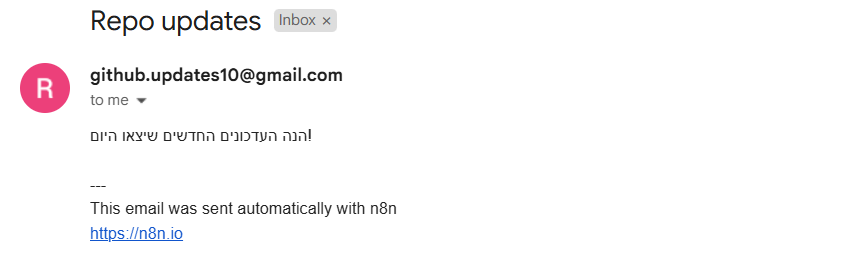 Repo updates
Inbox ×
R
github.updates10@gmail.com
to me
הנה העדכונים החדשים שיצאו היום!
---
This email was sent automatically with n8n
https://n8n.io